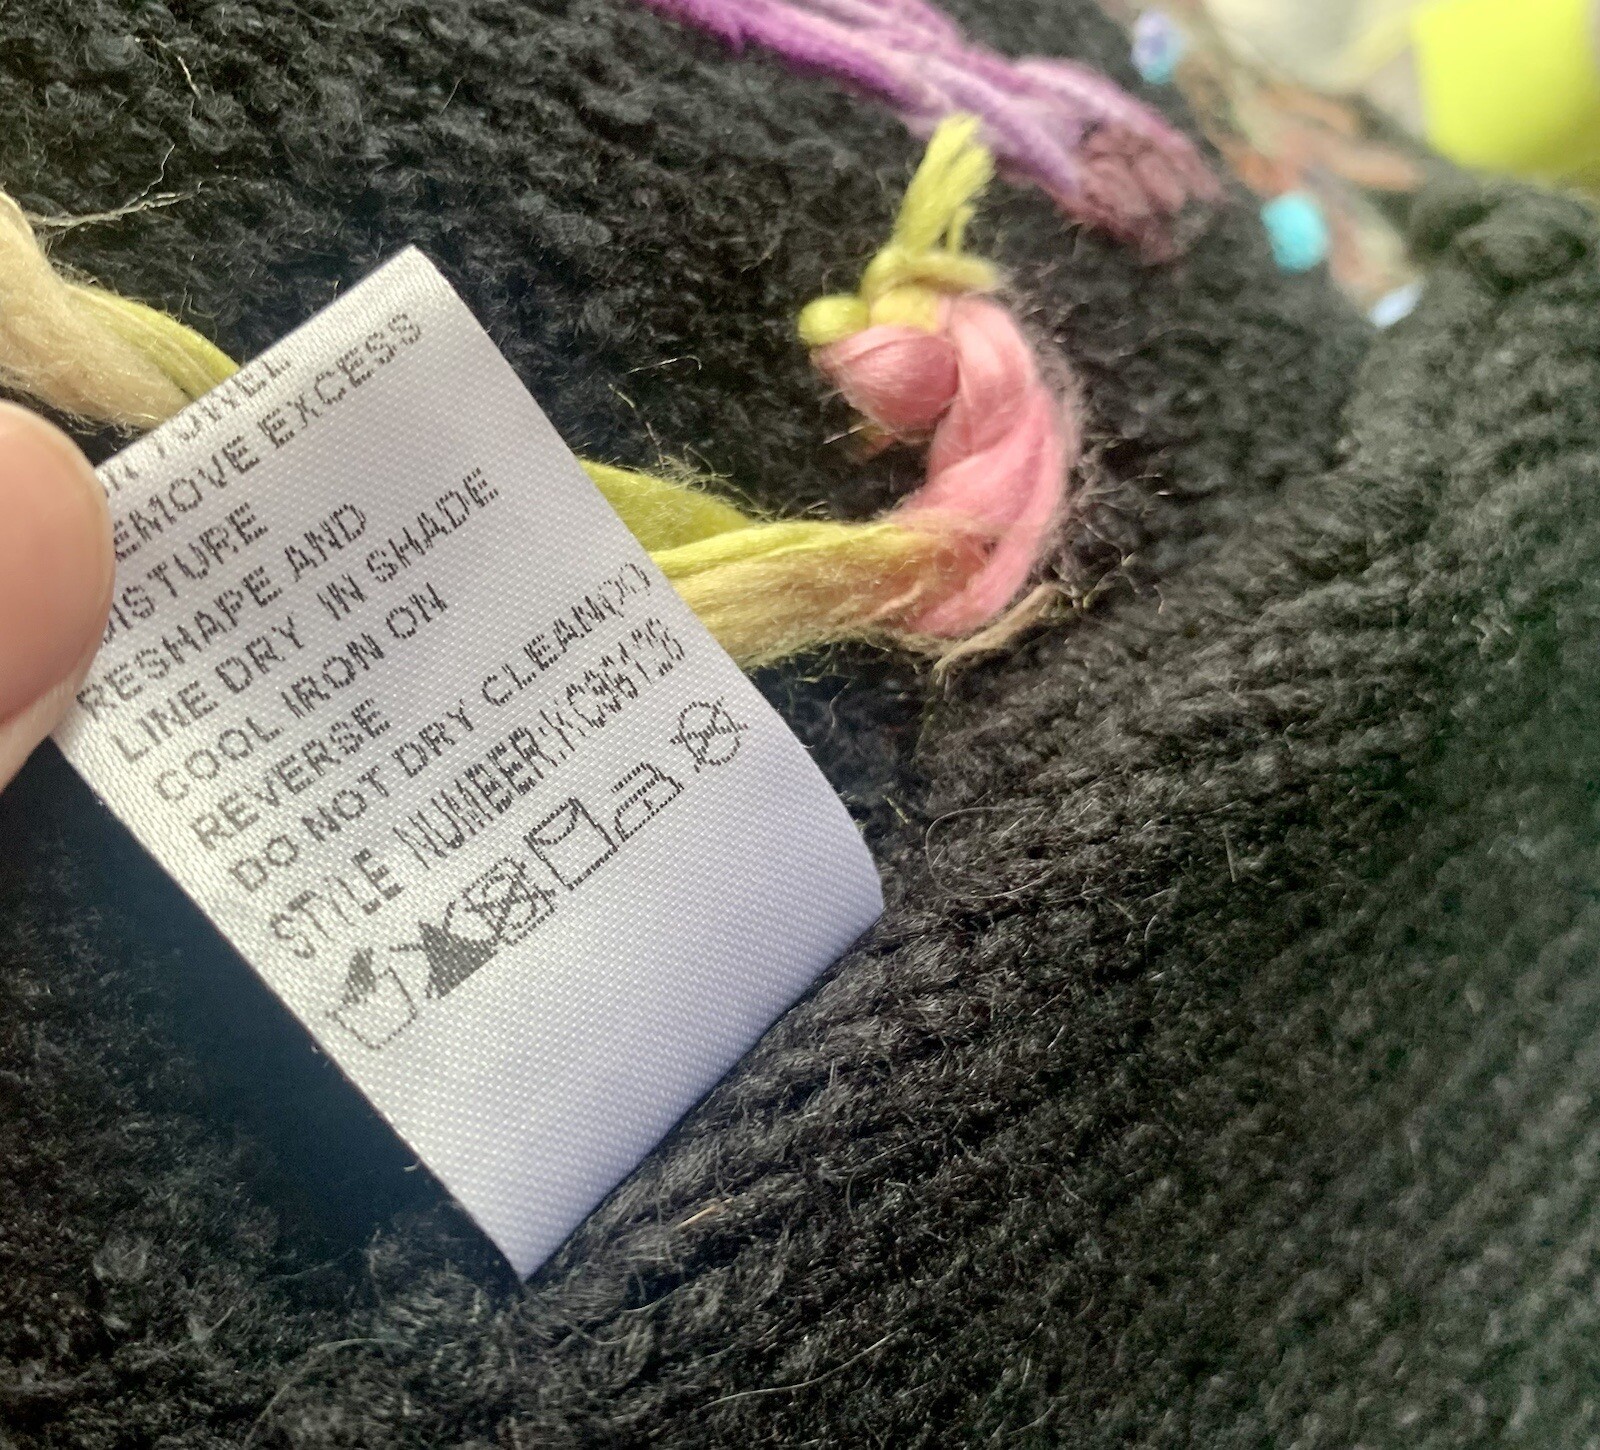 EMOVE EXCESS
ISTURE
RESHAPE AND
LINE DRY IN SHADE
COOL IRON ON
REVERSE
DO NOT DRY CLEAN
STYLE NUMBER: